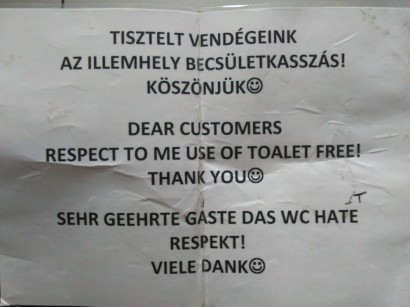 TISZTELT VENDÉGEINK
AZ ILLEMHELY BECSÜLETKASSZÁS!
KÖSZÖNJÜK☺
DEAR CUSTOMERS
RESPECT TO ME USE OF TOALET FREE!
THANK YOU☺
SEHR GEEHRTE GÄSTE DAS WC HATE
RESPEKT!
VIELE DANK☺